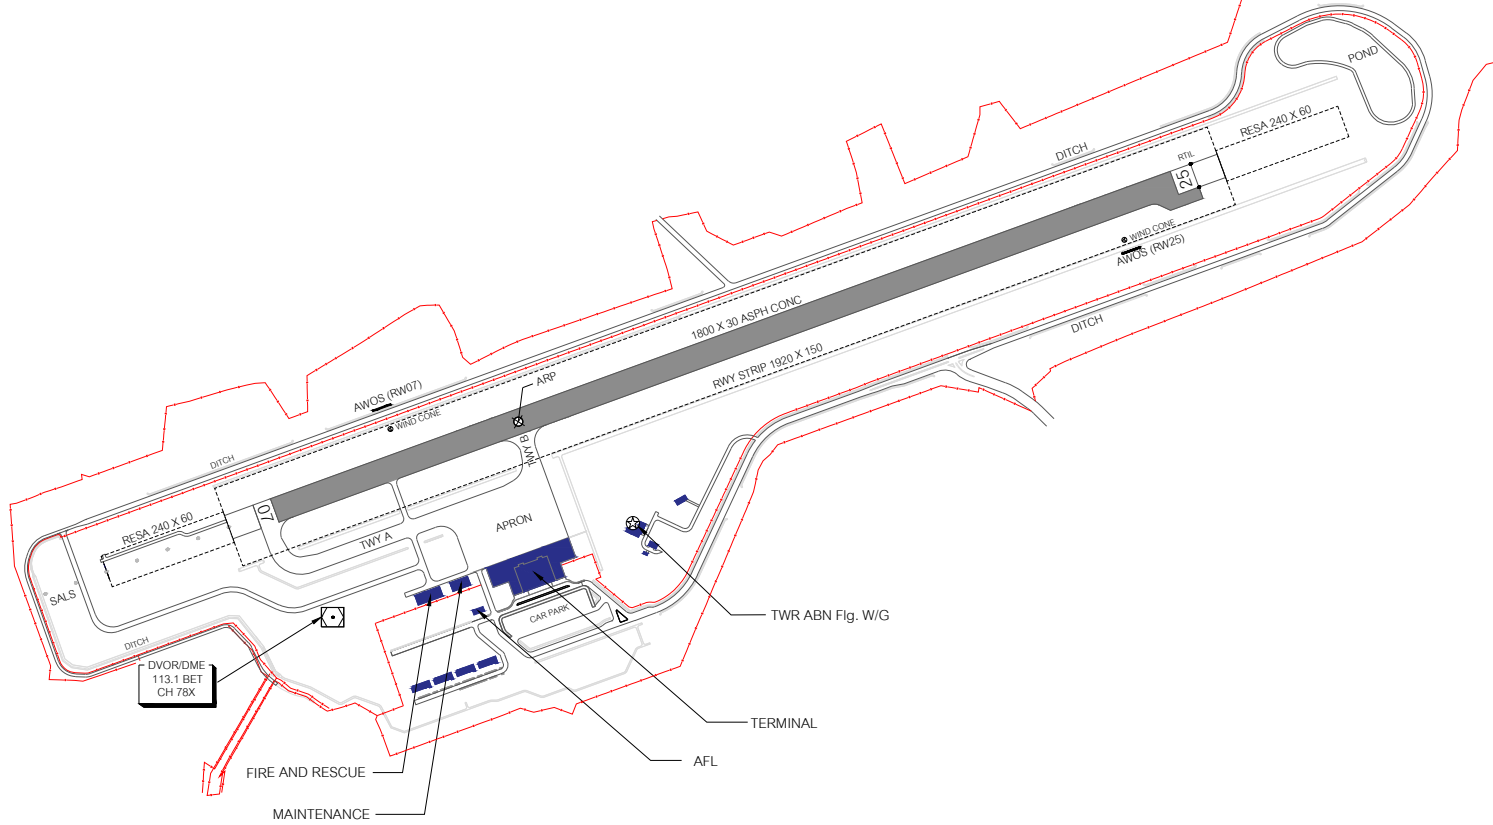 POND
RESA 240 X 60
DITCH
RTIL
25
WIND CONE
AWOS (RW25)
1800 X 30 ASPH CONC
DITCH
RWY STRIP 1920 X 150
ARP
AWOS (RW07)
WIND CONE
TWY B
DITCH
07
RESA 240 X 60
APRON
TWY A
SALS
CAR PARK
TWR ABN Flg. W/G
DITCH
DVOR/DME
113.1 BET
CH 78X
TERMINAL
AFL
FIRE AND RESCUE
MAINTENANCE